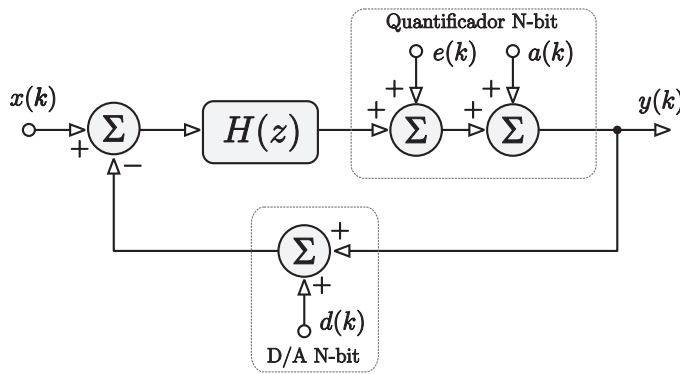 Quantificador N-bit
e(k)
a(k)
x(k)
y(k)
+
+
+
+
Σ
H(z)
Σ
Σ
+
−
Σ
+
+
d(k)
D/A N-bit